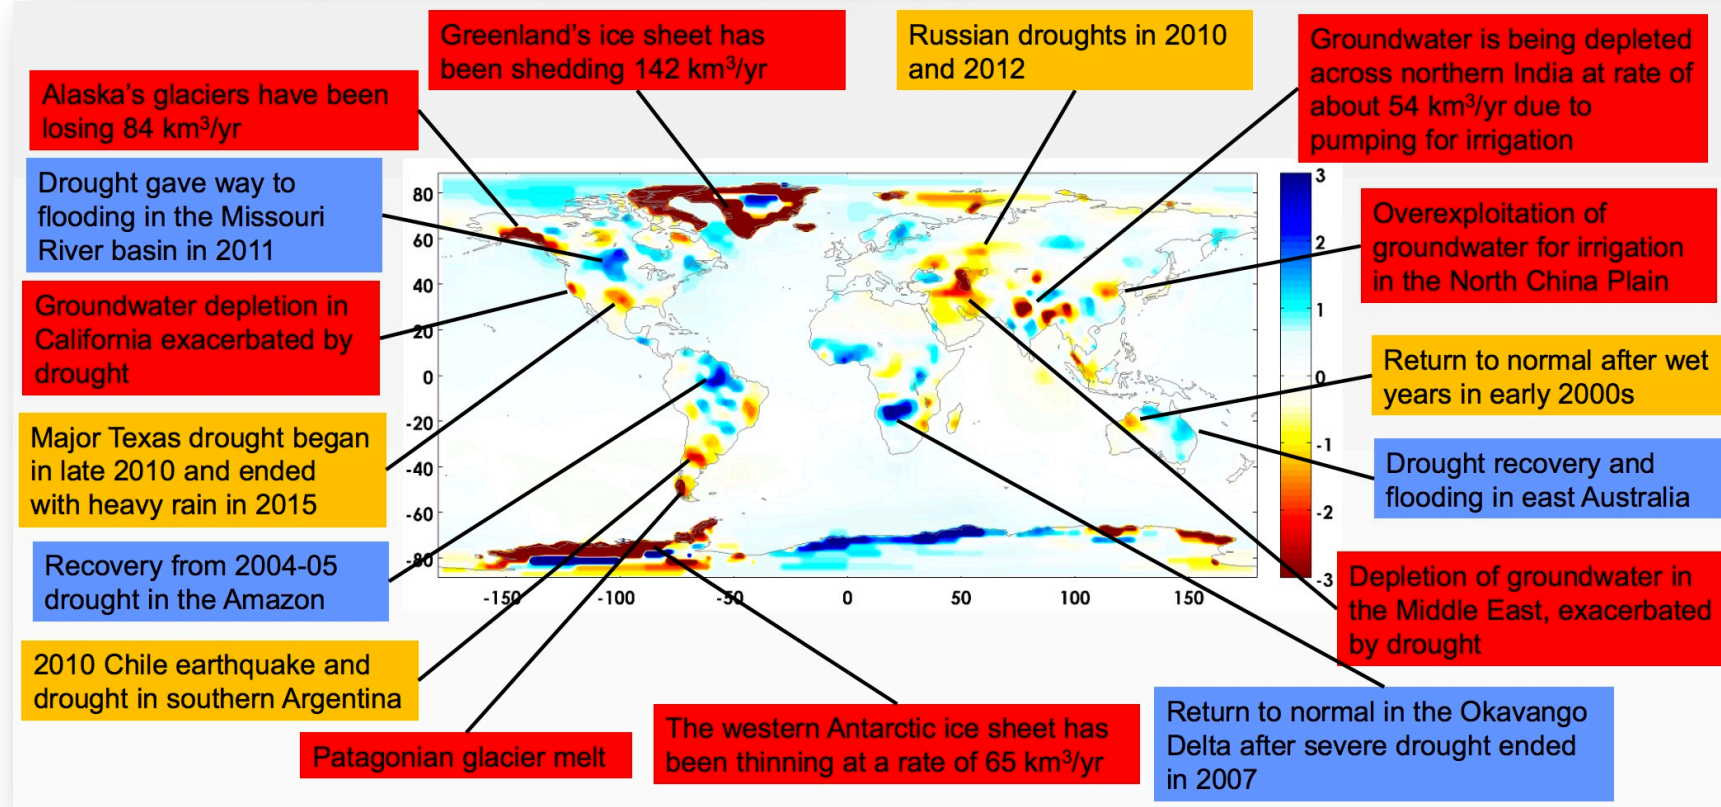 Greenland's ice sheet has
been shedding 142 km³/yr
Russian droughts in 2010
and 2012
Groundwater is being depleted
across northern India at rate of
about 54 km³/yr due to
pumping for irrigation
Alaska's glaciers have been
losing 84 km³/yr
Drought gave way to
flooding in the Missouri
River basin in 2011
Groundwater depletion in
California exacerbated by
drought
Major Texas drought began
in late 2010 and ended
with heavy rain in 2015
Recovery from 2004-05
drought in the Amazon
2010 Chile earthquake and
drought in southern Argentina
Patagonian glacier melt
80
60
40
20
0
-20
-40
-60
-80
-150
-100
-50
0
50
100
150
3
2
1
0
-1
-2
-3
Overexploitation of
groundwater for irrigation
in the North China Plain
Return to normal after wet
years in early 2000s
Drought recovery and
flooding in east Australia
Depletion of groundwater in
the Middle East, exacerbated
by drought
The western Antarctic ice sheet has
been thinning at a rate of 65 km³/yr
Return to normal in the Okavango
Delta after severe drought ended
in 2007